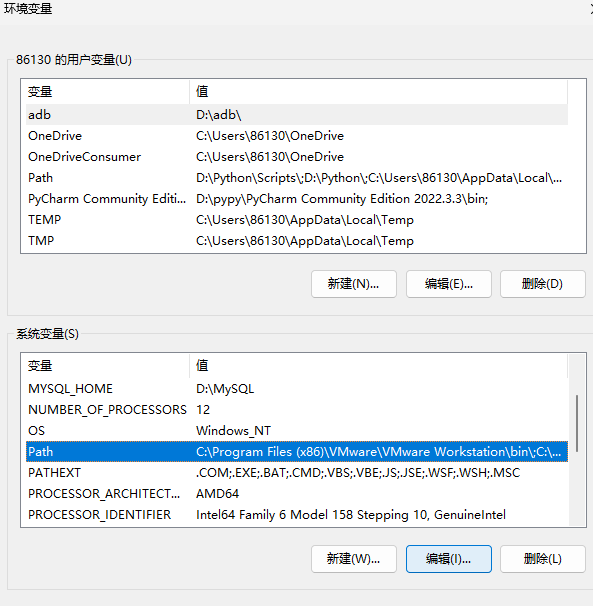 环境变量
86130 的用户变量(U)
变量 值
adb D:\adb\
OneDrive C:\Users\86130\OneDrive
OneDriveConsumer C:\Users\86130\OneDrive
Path D:\Python\Scripts\;D:\Python\;C:\Users\86130\AppData\Local\...
PyCharm Community Editi... D:\pypy\PyCharm Community Edition 2022.3.3\bin;
TEMP C:\Users\86130\AppData\Local\Temp
TMP C:\Users\86130\AppData\Local\Temp
新建(N)... 编辑(E)... 删除(D)
系统变量(S)
变量 值
MYSQL_HOME D:\MySQL
NUMBER_OF_PROCESSORS 12
OS Windows_NT
Path C:\Program Files (x86)\VMware\VMware Workstation\bin\;C:\...
PATHEXT .COM;.EXE;.BAT;.CMD;.VBS;.VBE;.JS;.JSE;.WSF;.WSH;.MSC
PROCESSOR_ARCHITECT... AMD64
PROCESSOR_IDENTIFIER Intel64 Family 6 Model 158 Stepping 10, GenuineIntel
新建(W)... 编辑(I)... 删除(L)